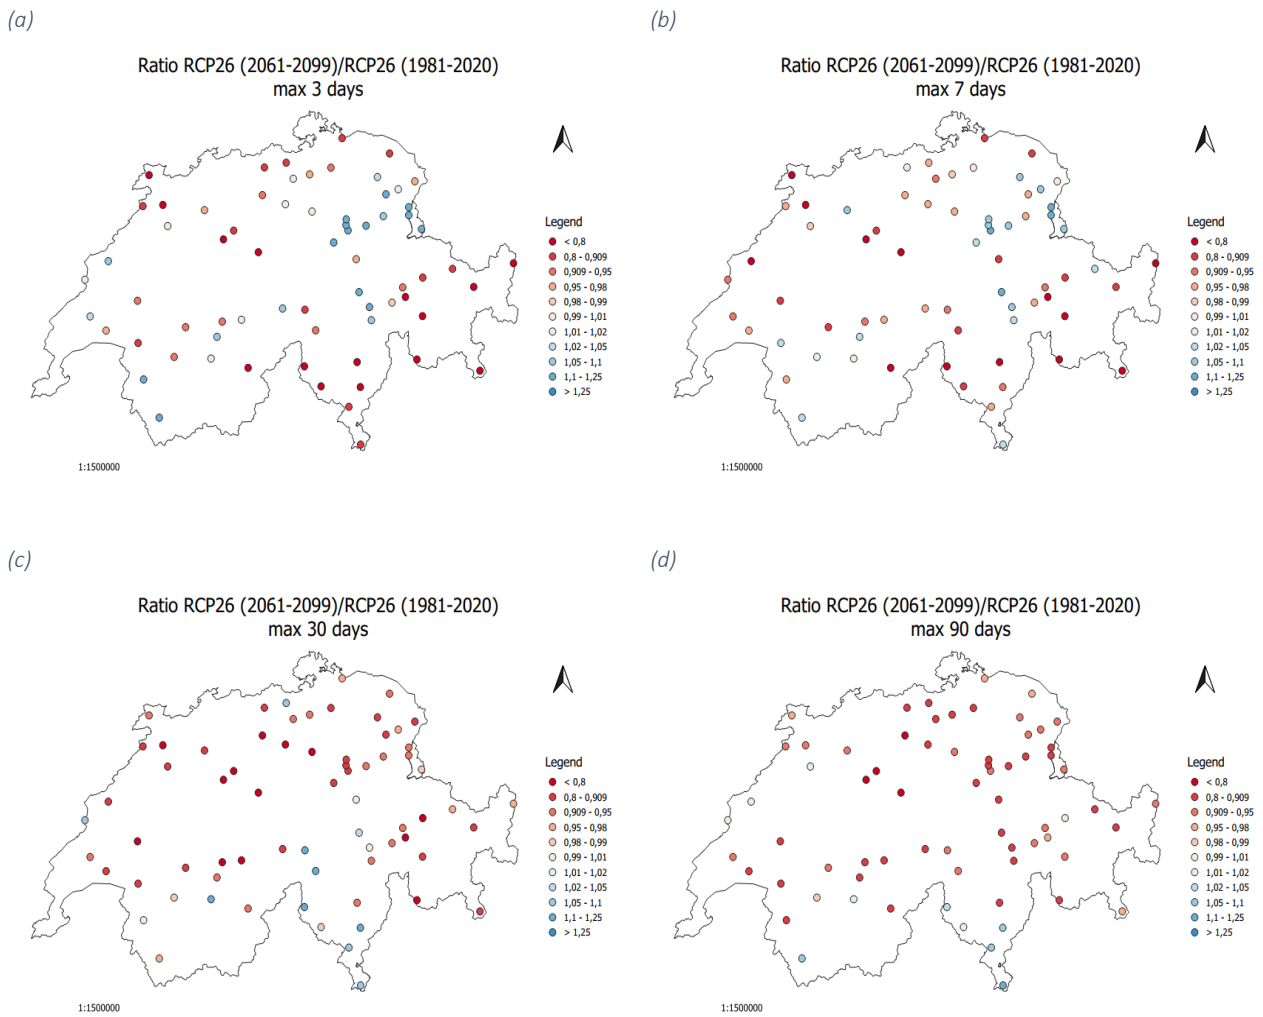 (a)
Ratio RCP26 (2061-2099)/RCP26 (1981-2020)
max 3 days
Legend
< 0,8
0,8 - 0,909
0,909 - 0,95
0,95 - 0,98
0,98 - 0,99
0,99 - 1,01
1,01 - 1,02
1,02 - 1,05
1,05 - 1,1
1,1 - 1,25
> 1,25
1:1500000
(b)
Ratio RCP26 (2061-2099)/RCP26 (1981-2020)
max 7 days
Legend
< 0,8
0,8 - 0,909
0,909 - 0,95
0,95 - 0,98
0,98 - 0,99
0,99 - 1,01
1,01 - 1,02
1,02 - 1,05
1,05 - 1,1
1,1 - 1,25
> 1,25
1:1500000
(c)
Ratio RCP26 (2061-2099)/RCP26 (1981-2020)
max 30 days
Legend
< 0,8
0,8 - 0,909
0,909 - 0,95
0,95 - 0,98
0,98 - 0,99
0,99 - 1,01
1,01 - 1,02
1,02 - 1,05
1,05 - 1,1
1,1 - 1,25
> 1,25
1:1500000
(d)
Ratio RCP26 (2061-2099)/RCP26 (1981-2020)
max 90 days
Legend
< 0,8
0,8 - 0,909
0,909 - 0,95
0,95 - 0,98
0,98 - 0,99
0,99 - 1,01
1,01 - 1,02
1,02 - 1,05
1,05 - 1,1
1,1 - 1,25
> 1,25
1:1500000